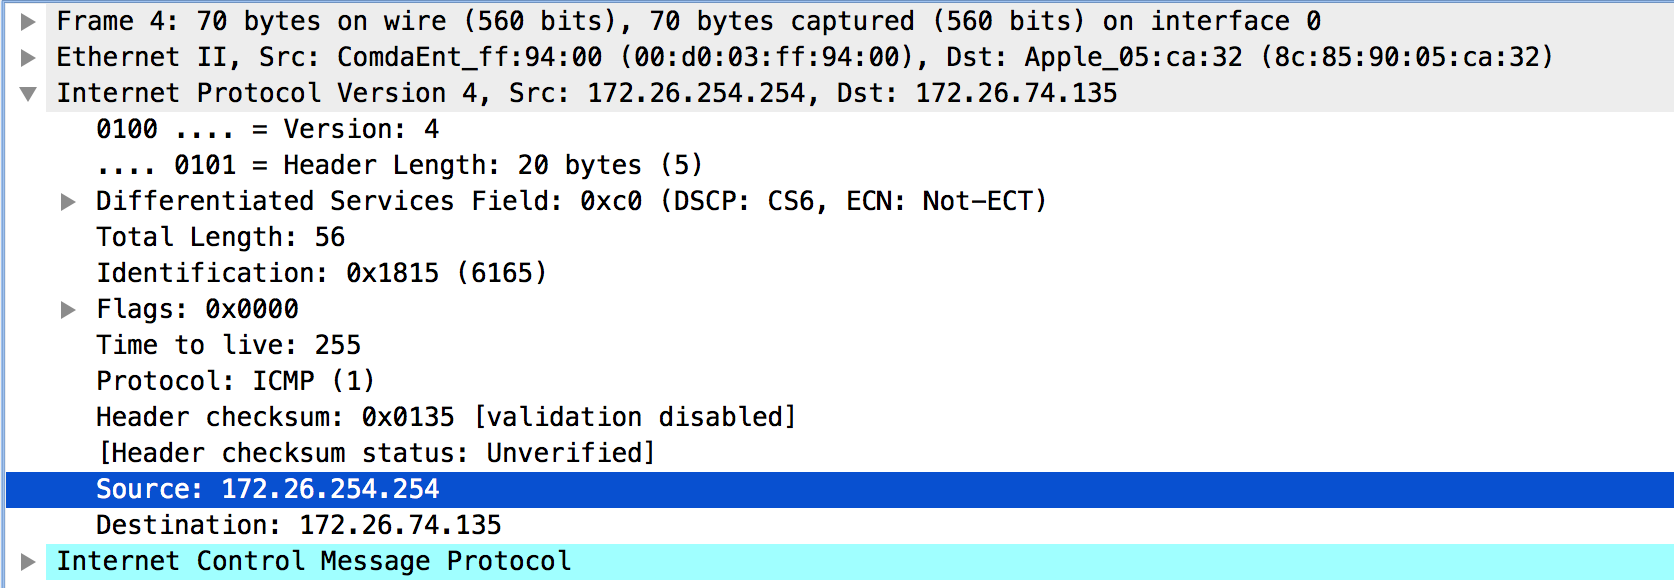 Frame 4: 70 bytes on wire (560 bits), 70 bytes captured (560 bits) on interface 0
Ethernet II, Src: ComdaEnt_ff:94:00 (00:d0:03:ff:94:00), Dst: Apple_05:ca:32 (8c:85:90:05:ca:32)
Internet Protocol Version 4, Src: 172.26.254.254, Dst: 172.26.74.135
0100 .... = Version: 4
.... 0101 = Header Length: 20 bytes (5)
Differentiated Services Field: 0xc0 (DSCP: CS6, ECN: Not-ECT)
Total Length: 56
Identification: 0x1815 (6165)
Flags: 0x0000
Time to live: 255
Protocol: ICMP (1)
Header checksum: 0x0135 [validation disabled]
[Header checksum status: Unverified]
Source: 172.26.254.254
Destination: 172.26.74.135
Internet Control Message Protocol